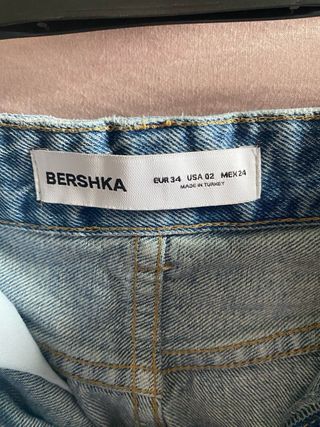 BERSHKA
EUR 34 USA 02 MEX 24
MADE IN TURKEY